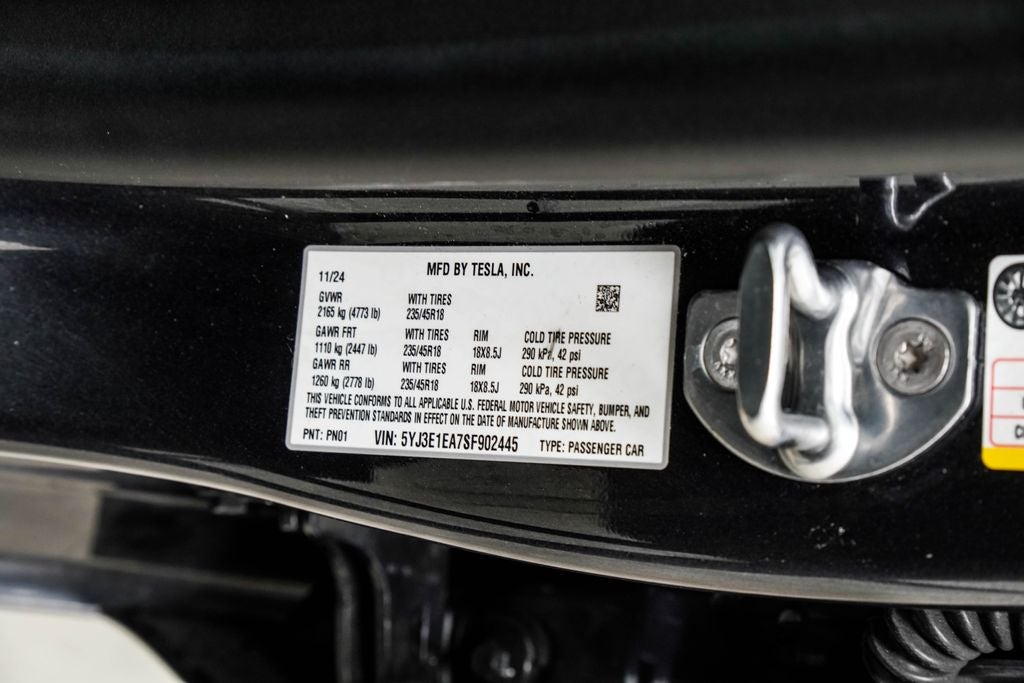 MFD BY TESLA, INC.
11/24
GVWR WITH TIRES
2165 kg (4773 lb) 235/45R18
GAWR FRT WITH TIRES RIM COLD TIRE PRESSURE
1110 kg (2447 lb) 235/45R18 18X8.5J 290 kPa, 42 psi
GAWR RR WITH TIRES RIM COLD TIRE PRESSURE
1260 kg (2778 lb) 235/45R18 18X8.5J 290 kPa, 42 psi
THIS VEHICLE CONFORMS TO ALL APPLICABLE U.S. FEDERAL MOTOR VEHICLE SAFETY, BUMPER, AND
THEFT PREVENTION STANDARDS IN EFFECT ON THE DATE OF MANUFACTURE SHOWN ABOVE.
PNT: PN01 VIN: 5YJ3E1EA7SF902445 TYPE: PASSENGER CAR